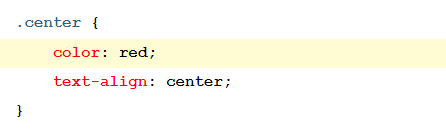 .center {
    color: red;
    text-align: center;
}